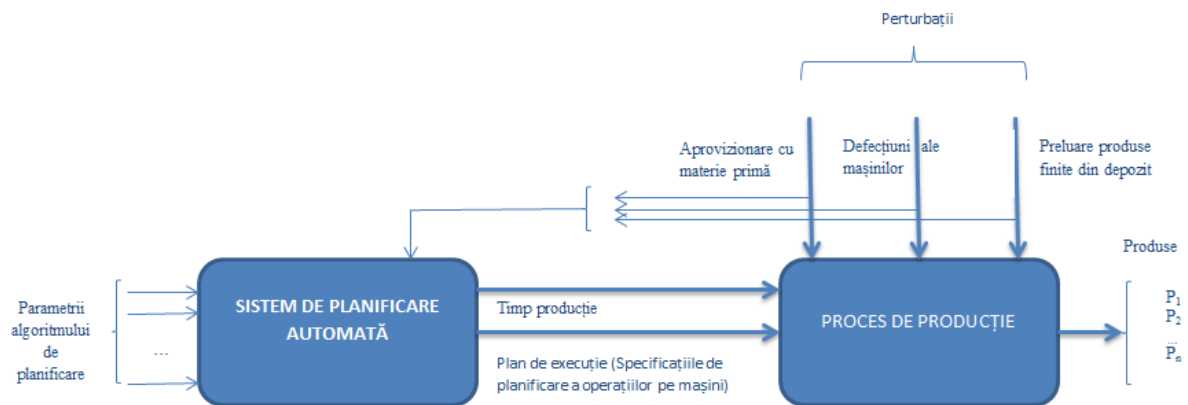 Perturbații
Aprovizionare cu
materie primă
Defecțiuni ale
mașinilor
Preluare produse
finite din depozit
Produse
Parametrii
algoritmului
de
planificare
...
SISTEM DE PLANIFICARE
AUTOMATĂ
Timp producție
Plan de execuție (Specificațiile de
planificare a operațiilor pe mașini)
PROCES DE PRODUCȚIE
P1
P2
...
Pn